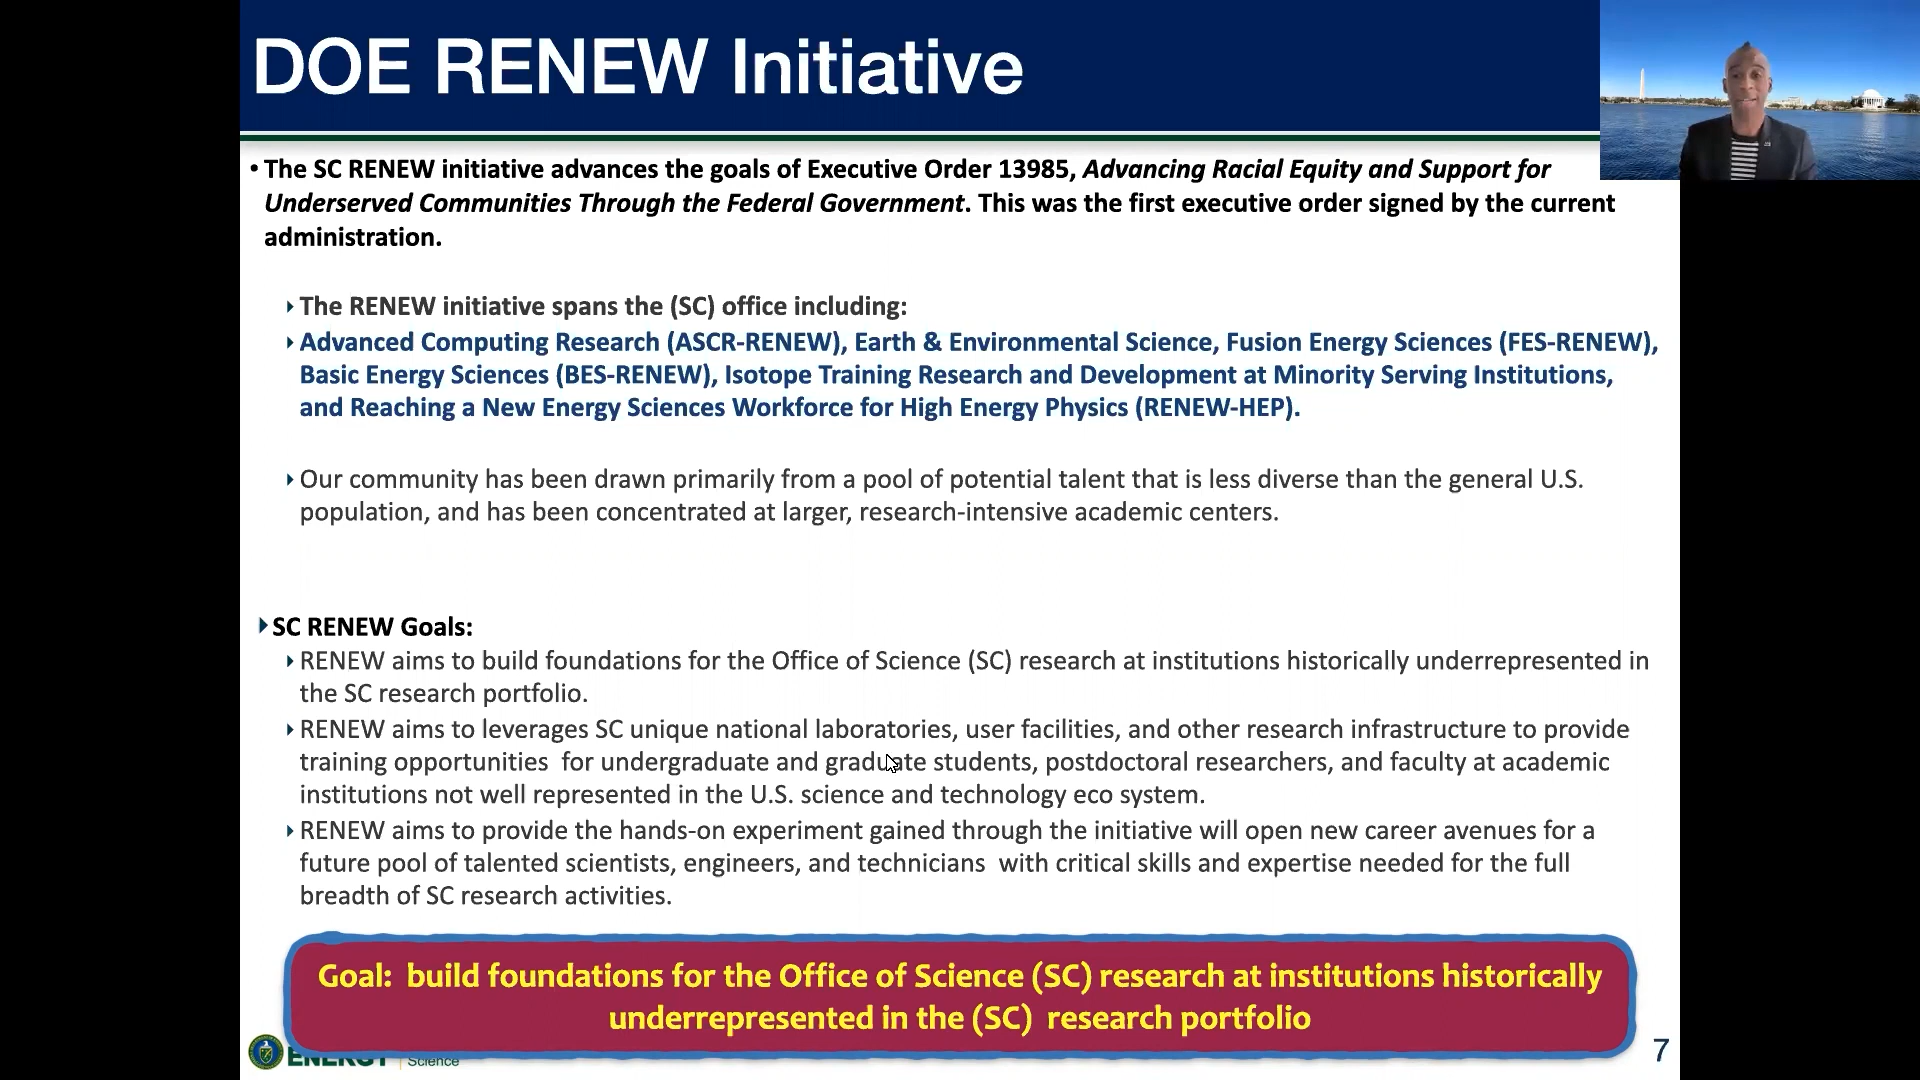 DOE RENEW Initiative
• The SC RENEW initiative advances the goals of Executive Order 13985, Advancing Racial Equity and Support for
Underserved Communities Through the Federal Government. This was the first executive order signed by the current
administration.
The RENEW initiative spans the (SC) office including:
Advanced Computing Research (ASCR-RENEW), Earth & Environmental Science, Fusion Energy Sciences (FES-RENEW),
Basic Energy Sciences (BES-RENEW), Isotope Training Research and Development at Minority Serving Institutions,
and Reaching a New Energy Sciences Workforce for High Energy Physics (RENEW-HEP).
Our community has been drawn primarily from a pool of potential talent that is less diverse than the general U.S.
population, and has been concentrated at larger, research-intensive academic centers.
SC RENEW Goals:
RENEW aims to build foundations for the Office of Science (SC) research at institutions historically underrepresented in
the SC research portfolio.
RENEW aims to leverages SC unique national laboratories, user facilities, and other research infrastructure to provide
training opportunities for undergraduate and graduate students, postdoctoral researchers, and faculty at academic
institutions not well represented in the U.S. science and technology eco system.
RENEW aims to provide the hands-on experiment gained through the initiative will open new career avenues for a
future pool of talented scientists, engineers, and technicians with critical skills and expertise needed for the full
breadth of SC research activities.
Goal: build foundations for the Office of Science (SC) research at institutions historically
underrepresented in the (SC) research portfolio
ENERGY Science
7